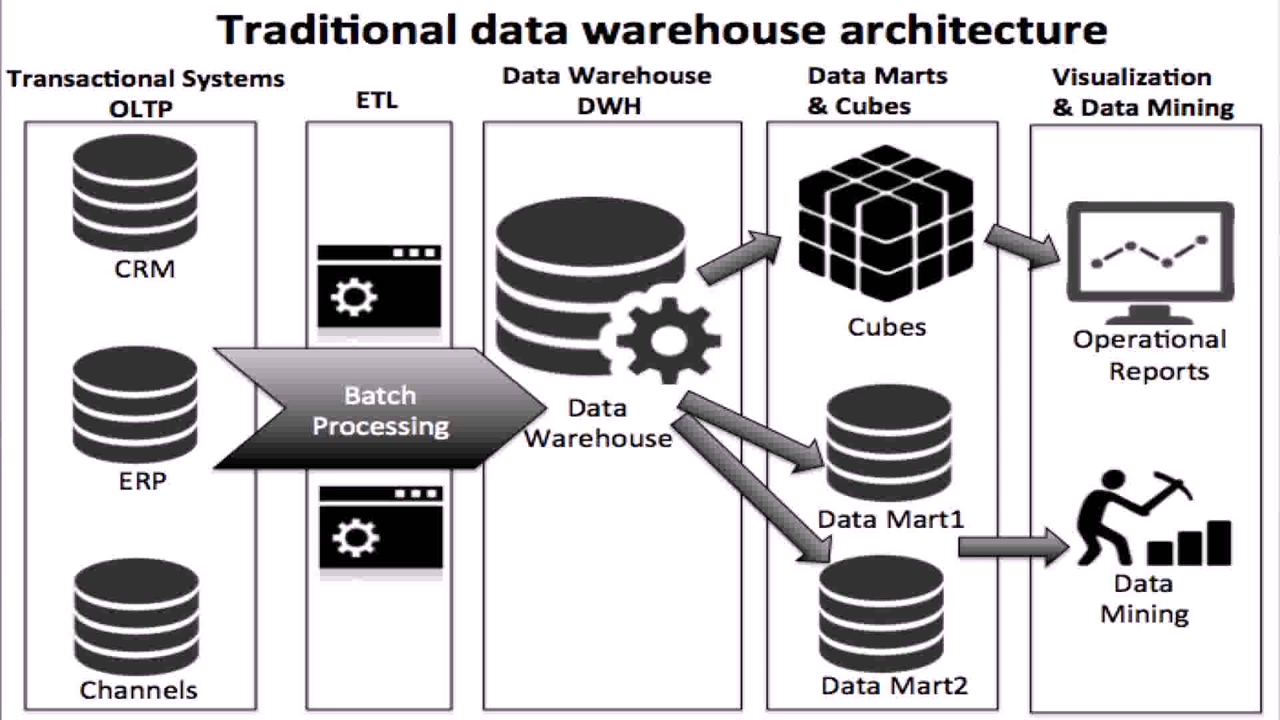 Traditional data warehouse architecture
Transactional Systems
OLTP
ETL
Data Warehouse
DWH
Data Marts
& Cubes
Visualization
& Data Mining
CRM
ERP
Channels
Batch
Processing
Data
Warehouse
Cubes
Data Mart1
Data Mart2
Operational
Reports
Data
Mining